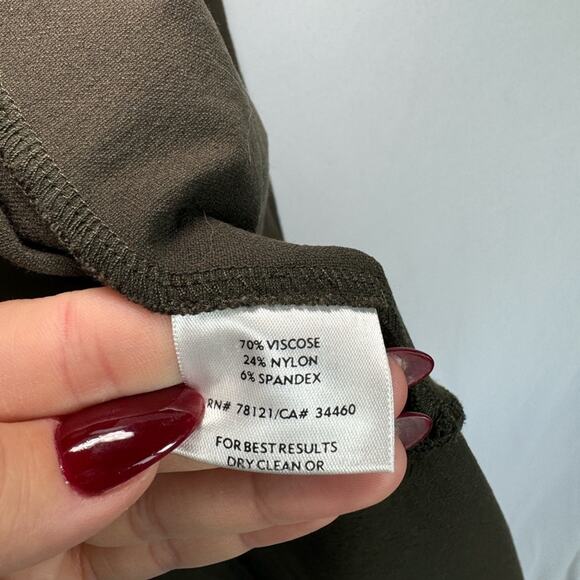 70% VISCOSE
24% NYLON
6% SPANDEX
RN# 78121/CA# 34460
FOR BEST RESULTS
DRY CLEAN OR